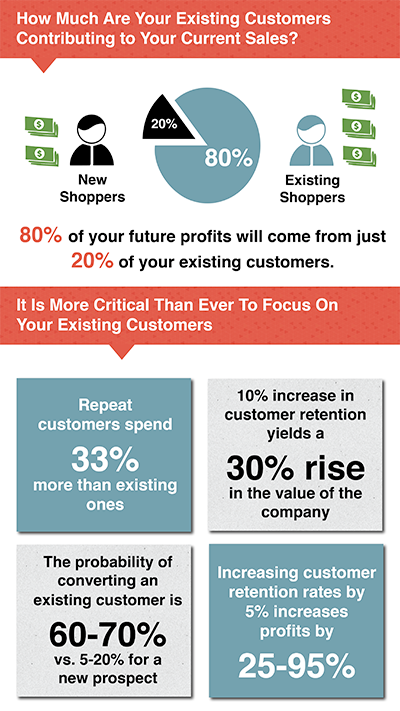 How Much Are Your Existing Customers
Contributing to Your Current Sales?
20%
80%
$
$
$
$
$
New
Shoppers
Existing
Shoppers
80% of your future profits will come from just
20% of your existing customers.
It Is More Critical Than Ever To Focus On
Your Existing Customers
Repeat
customers spend
33%
more than existing
ones
10% increase in
customer retention
yields a
30% rise
in the value of the
company
The probability of
converting an
existing customer is
60-70%
vs. 5-20% for a
new prospect
Increasing customer
retention rates by
5% increases
profits by
25-95%